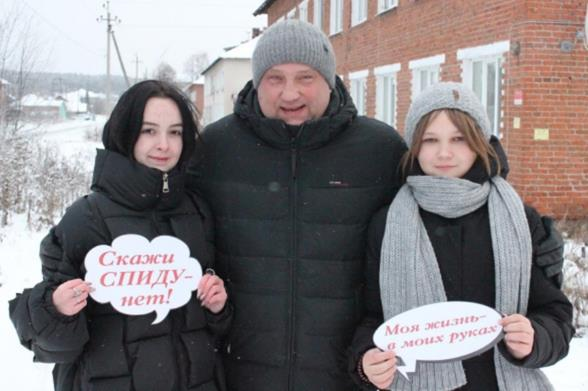 Скажи
СПИДУ-
нет!
Моя жизнь-
в моих руках